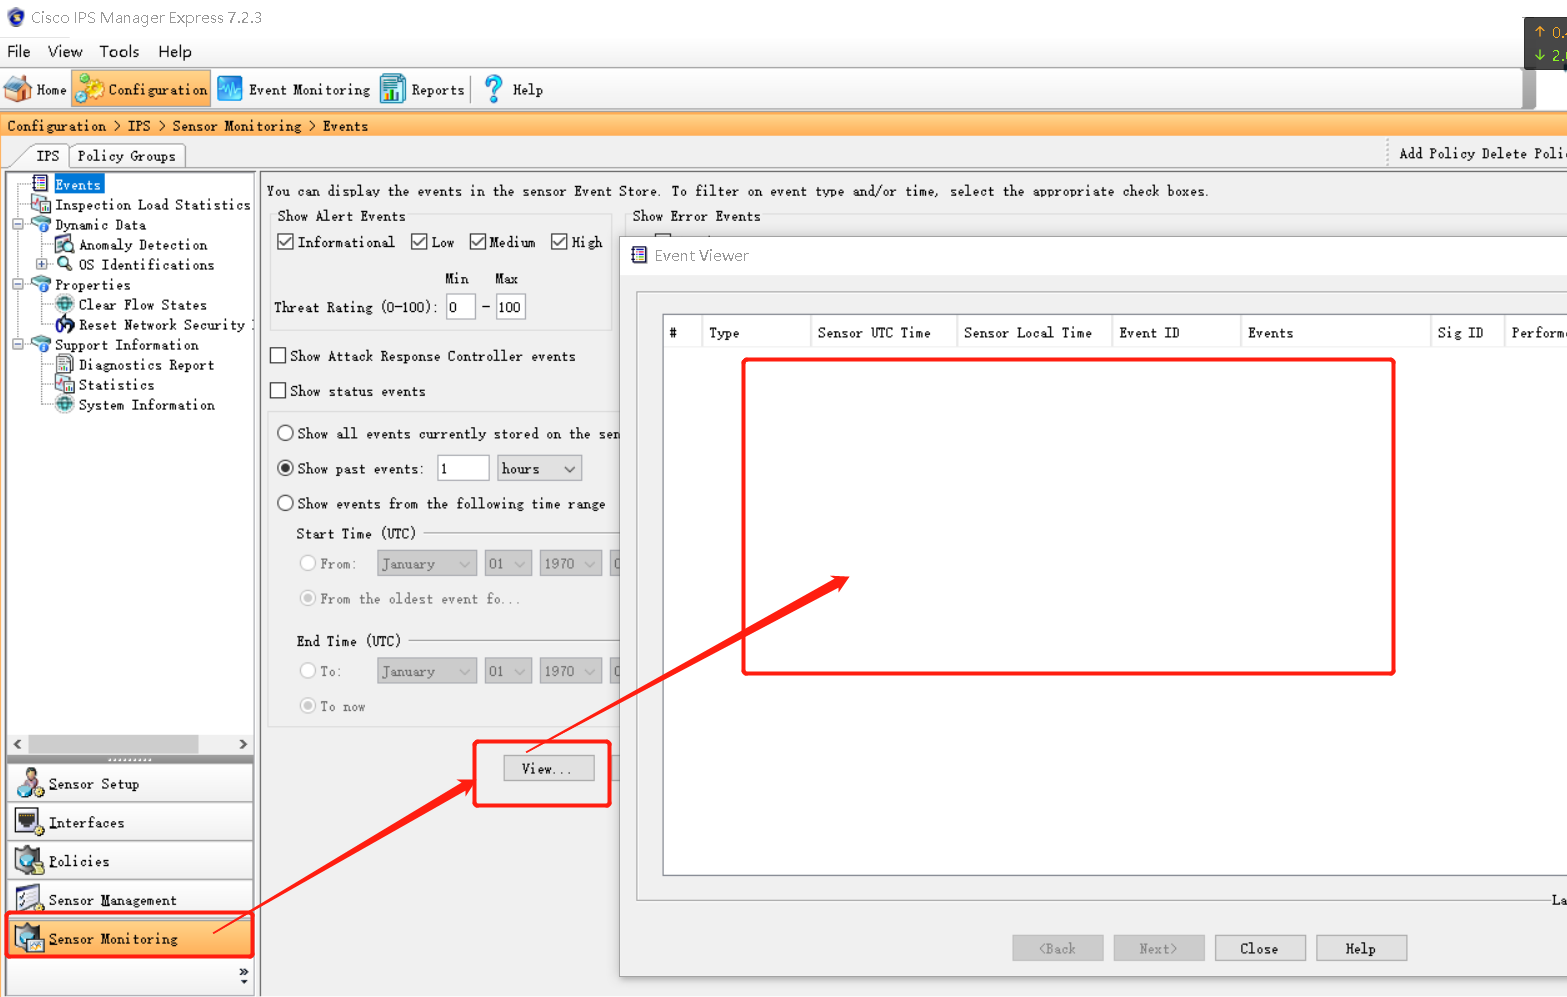 Cisco IPS Manager Express 7.2.3
File View Tools Help
Home Configuration Event Monitoring Reports Help
Configuration > IPS > Sensor Monitoring > Events
IPS Policy Groups
Add Policy Delete
Events
Inspection Load Statistics
Dynamic Data
Anomaly Detection
OS Identifications
Properties
Clear Flow States
Reset Network Security
Support Information
Diagnostics Report
Statistics
System Information
Sensor Setup
Interfaces
Policies
Sensor Management
Sensor Monitoring
You can display the events in the sensor Event Store. To filter on event type and/or time, select the appropriate check boxes.
Show Alert Events
Informational Low Medium High
Min Max
Threat Rating (0-100): 0 - 100
Show Error Events
Show Attack Response Controller events
Show status events
Show all events currently stored on the sen
Show past events: 1 hours
Show events from the following time range
Start Time (UTC)
From: January 01 1970
From the oldest event fo...
End Time (UTC)
To: January 01 1970
To now
View...
Event Viewer
# Type Sensor UTC Time Sensor Local Time Event ID Events Sig ID Performe
La
<Back Next> Close Help